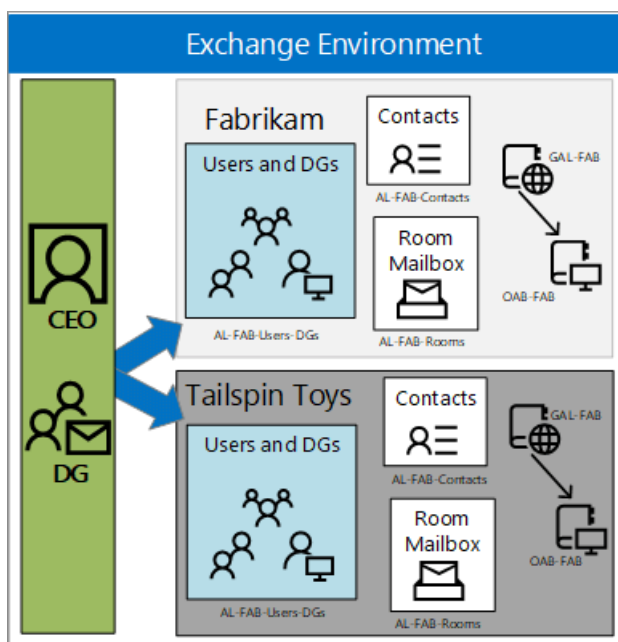 Exchange Environment
CEO
DG
Fabrikam
Users and DGs
AL-FAB-Users-DGs
Contacts
AL-FAB-Contacts
Room
Mailbox
AL-FAB-Rooms
GAL-FAB
OAB-FAB
Tailspin Toys
Users and DGs
AL-FAB-Users-DGs
Contacts
AL-FAB-Contacts
Room
Mailbox
AL-FAB-Rooms
GAL-FAB
OAB-FAB